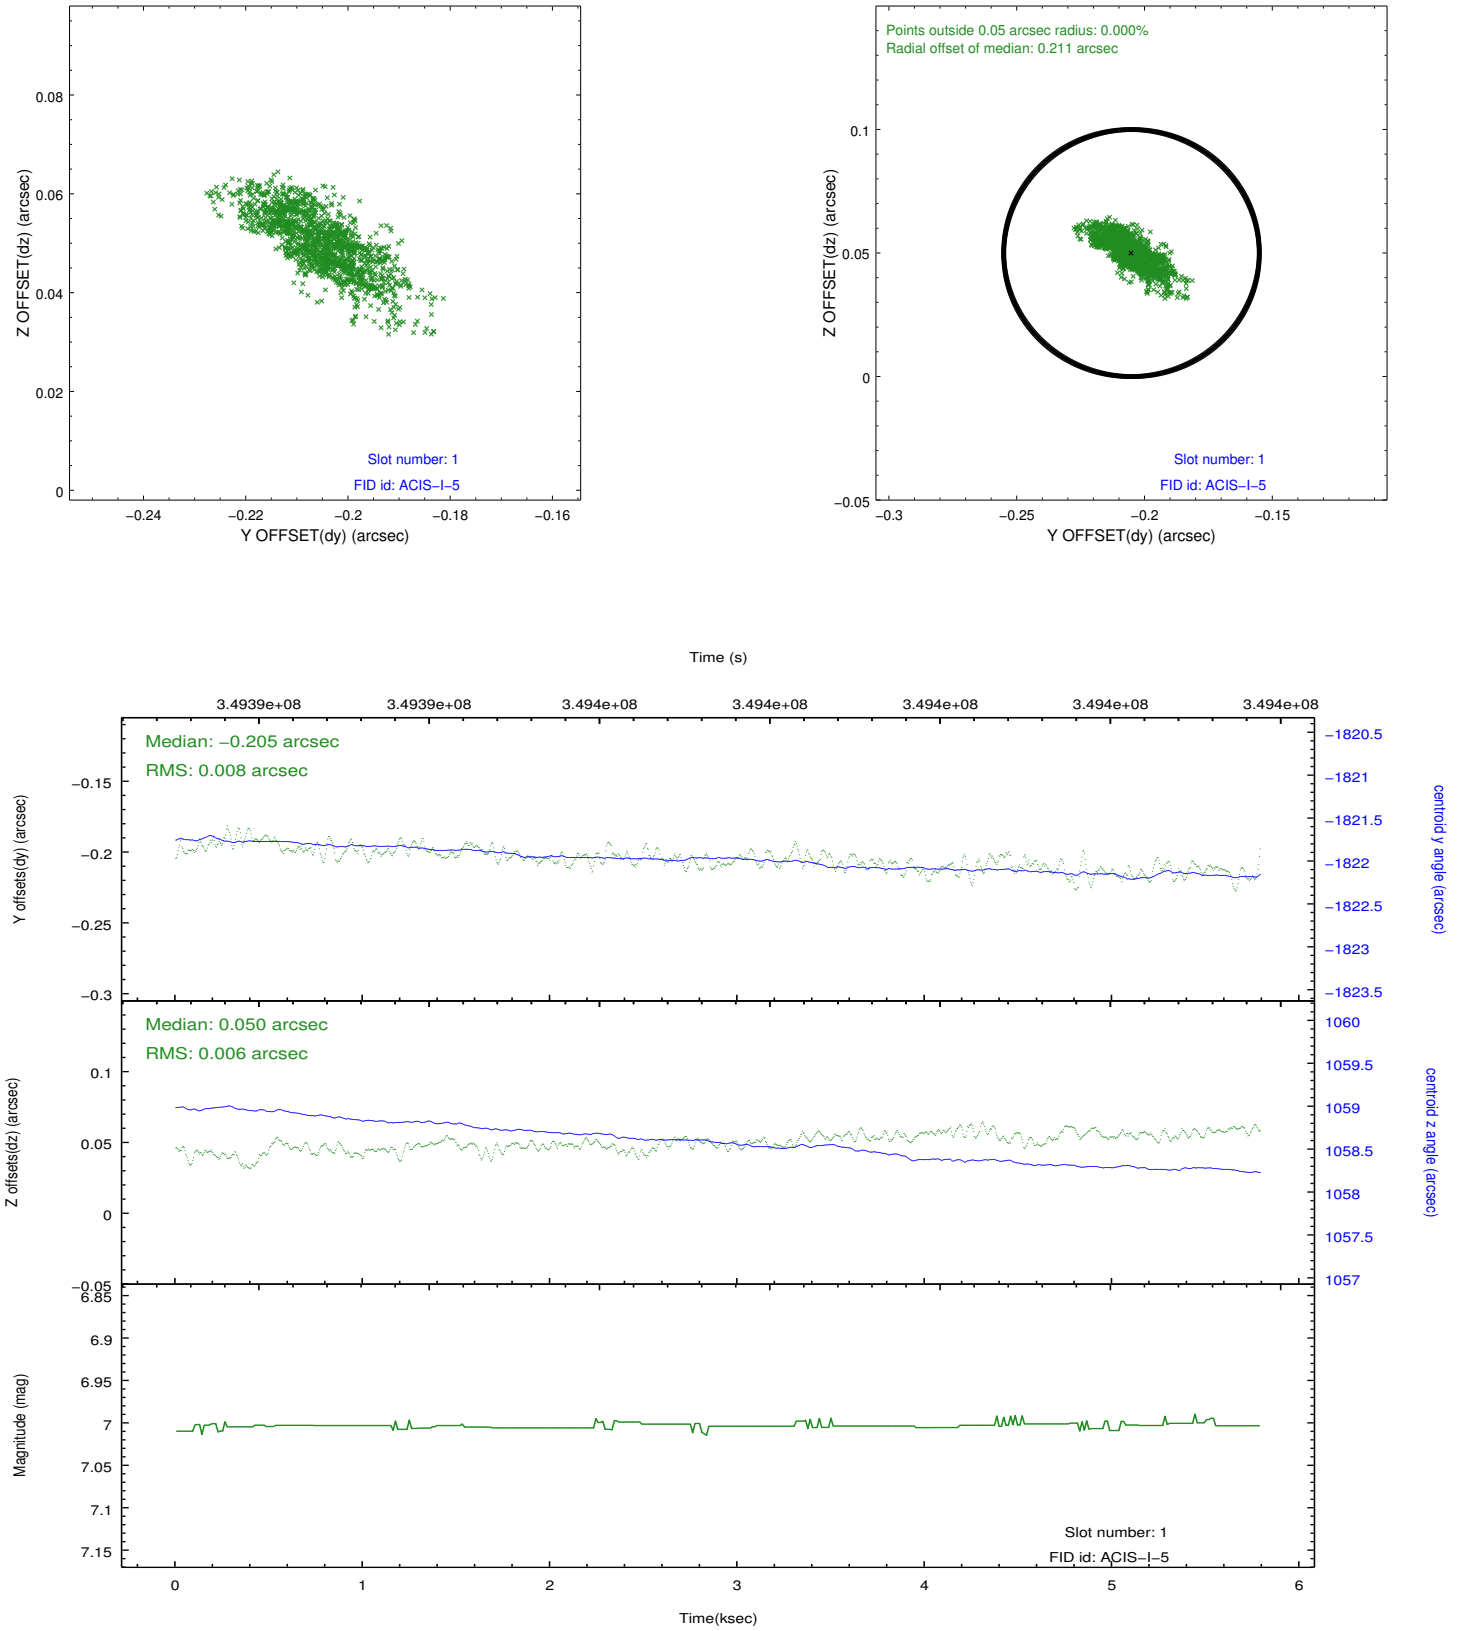 0.08
0.06
0.04
0.02
0
Z OFFSET(dz) (arcsec)
Slot number: 1
FID id: ACIS−I−5
−0.24 −0.22 −0.2 −0.18 −0.16
Y OFFSET(dy) (arcsec)
Points outside 0.05 arcsec radius: 0.000%
Radial offset of median: 0.211 arcsec
0.1
0.05
0
−0.05
Z OFFSET(dz) (arcsec)
Slot number: 1
FID id: ACIS−I−5
−0.3 −0.25 −0.2 −0.15
Y OFFSET(dy) (arcsec)
Time (s)
3.4939e+08 3.4939e+08 3.494e+08 3.494e+08 3.494e+08 3.494e+08 3.494e+08
Median: −0.205 arcsec
RMS: 0.008 arcsec
−0.15
−0.2
−0.25
−0.3
Y offsets(dy) (arcsec)
−1820.5
−1821
−1821.5
−1822
−1822.5
−1823
−1823.5
centroid y angle (arcsec)
Median: 0.050 arcsec
RMS: 0.006 arcsec
0.1
0.05
0
−0.05
Z offsets(dz) (arcsec)
1060
1059.5
1059
1058.5
1058
1057.5
1057
centroid z angle (arcsec)
6.85
6.9
6.95
7
7.05
7.1
7.15
Magnitude (mag)
Slot number: 1
FID id: ACIS−I−5
0 1 2 3 4 5 6
Time(ksec)